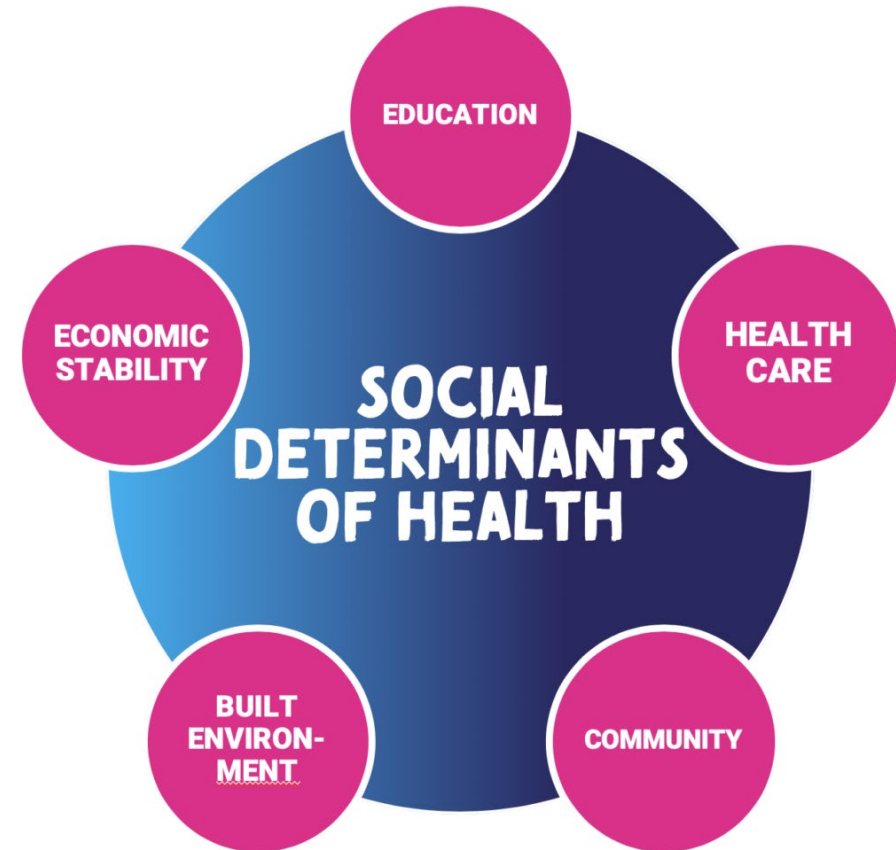 EDUCATION
ECONOMIC
STABILITY
HEALTH
CARE
SOCIAL
DETERMINANTS
OF HEALTH
BUILT
ENVIRON-
MENT
COMMUNITY